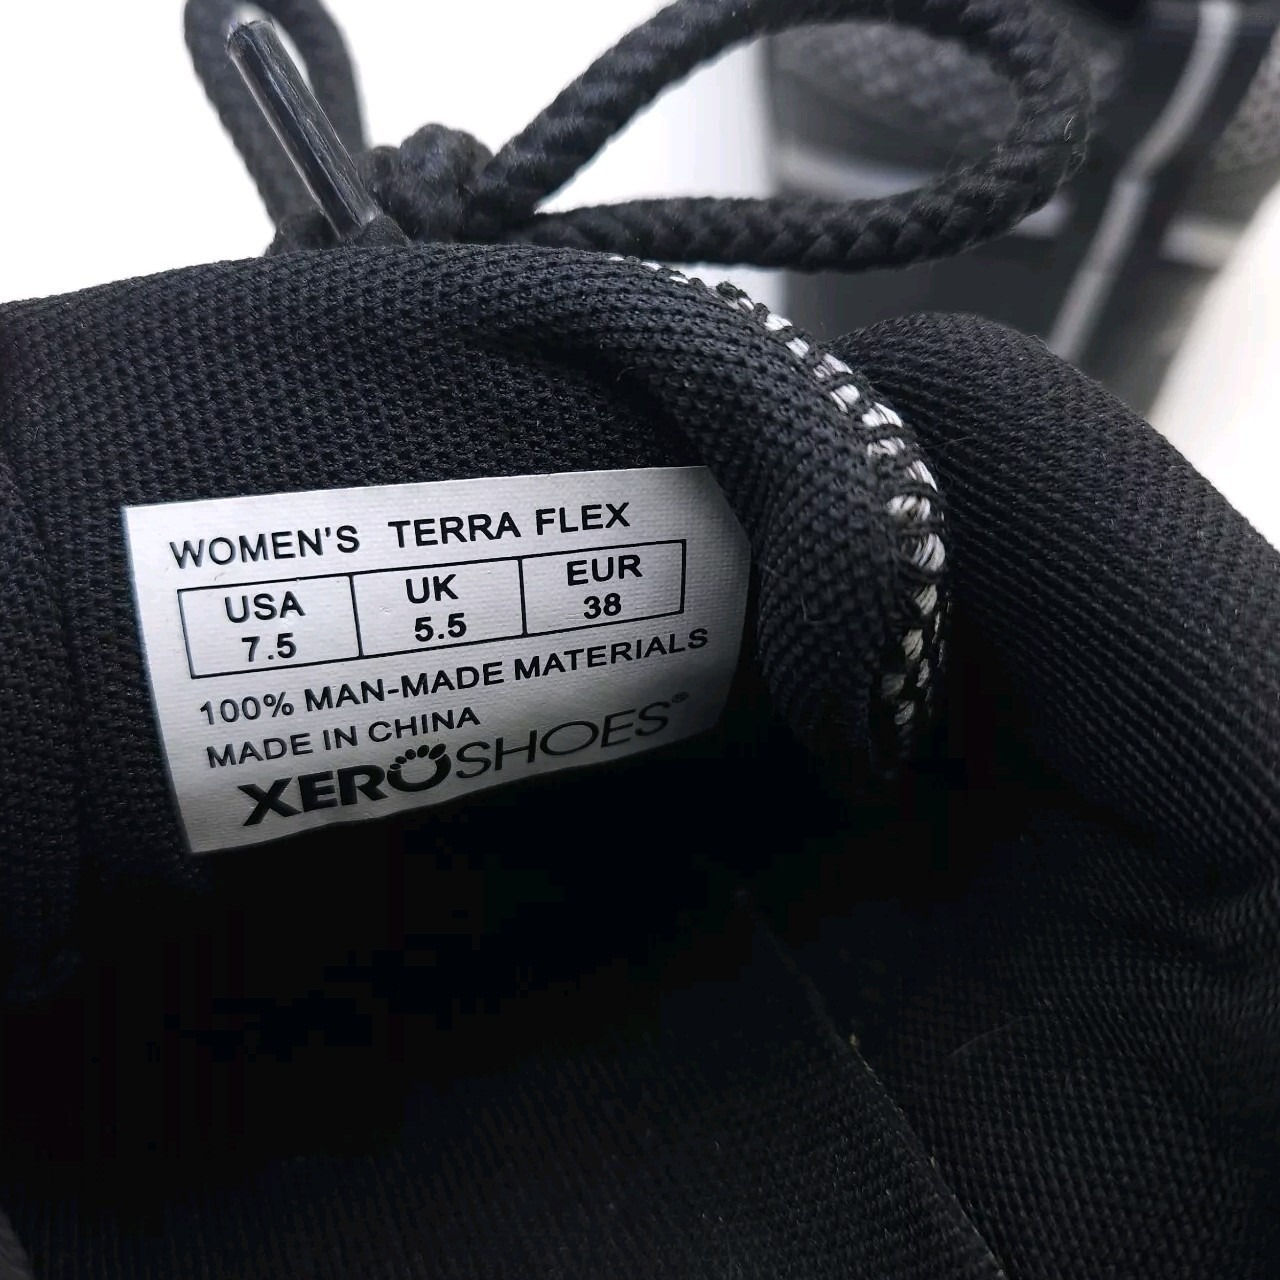 WOMEN'S TERRA FLEX
USA UK EUR
7.5 5.5 38
100% MAN-MADE MATERIALS
MADE IN CHINA
XEROSHOES®